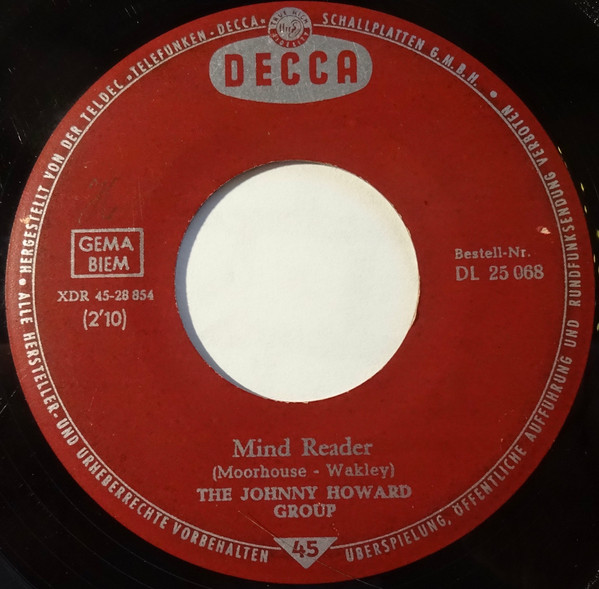 • HERGESTELLT VON DER TELDEC »TELEFUNKEN-DECCA« SCHALLPLATTEN G.M.B.H. •
DECCA
GEMA
BIEM
XDR 45-28 854
(2'10)
Bestell-Nr.
DL 25 068
Mind Reader
(Moorhouse - Wakley)
THE JOHNNY HOWARD
GROUP
45
ALLE HERSTELLER- UND URHEBERRECHTE VORBEHALTEN
ÜBERSPIELUNG, ÖFFENTLICHE AUFFÜHRUNG UND RUNDFUNKSENDUNG VERBOTEN